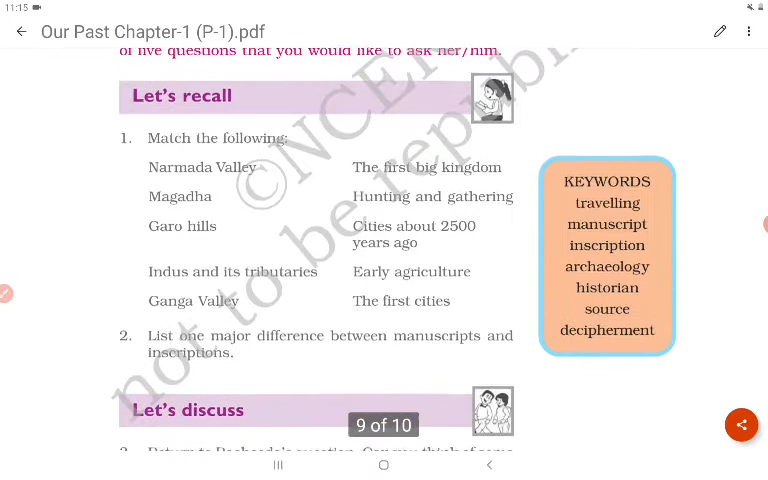 11:15
Our Past Chapter-1 (P-1).pdf
of five questions that you would like to ask her/him.
Let's recall
1. Match the following:
Narmada Valley The first big kingdom
Magadha Hunting and gathering
Garo hills Cities about 2500
years ago
Indus and its tributaries Early agriculture
Ganga Valley The first cities
2. List one major difference between manuscripts and
inscriptions.
KEYWORDS
travelling
manuscript
inscription
archaeology
historian
source
decipherment
Let's discuss
9 of 10
©NCERT
not to be republi